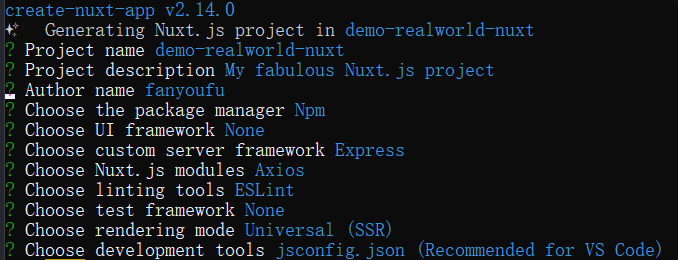 create-nuxt-app v2.14.0
✨ Generating Nuxt.js project in demo-realworld-nuxt
? Project name demo-realworld-nuxt
? Project description My fabulous Nuxt.js project
? Author name fanyoufu
? Choose the package manager Npm
? Choose UI framework None
? Choose custom server framework Express
? Choose Nuxt.js modules Axios
? Choose linting tools ESLint
? Choose test framework None
? Choose rendering mode Universal (SSR)
? Choose development tools jsconfig.json (Recommended for VS Code)